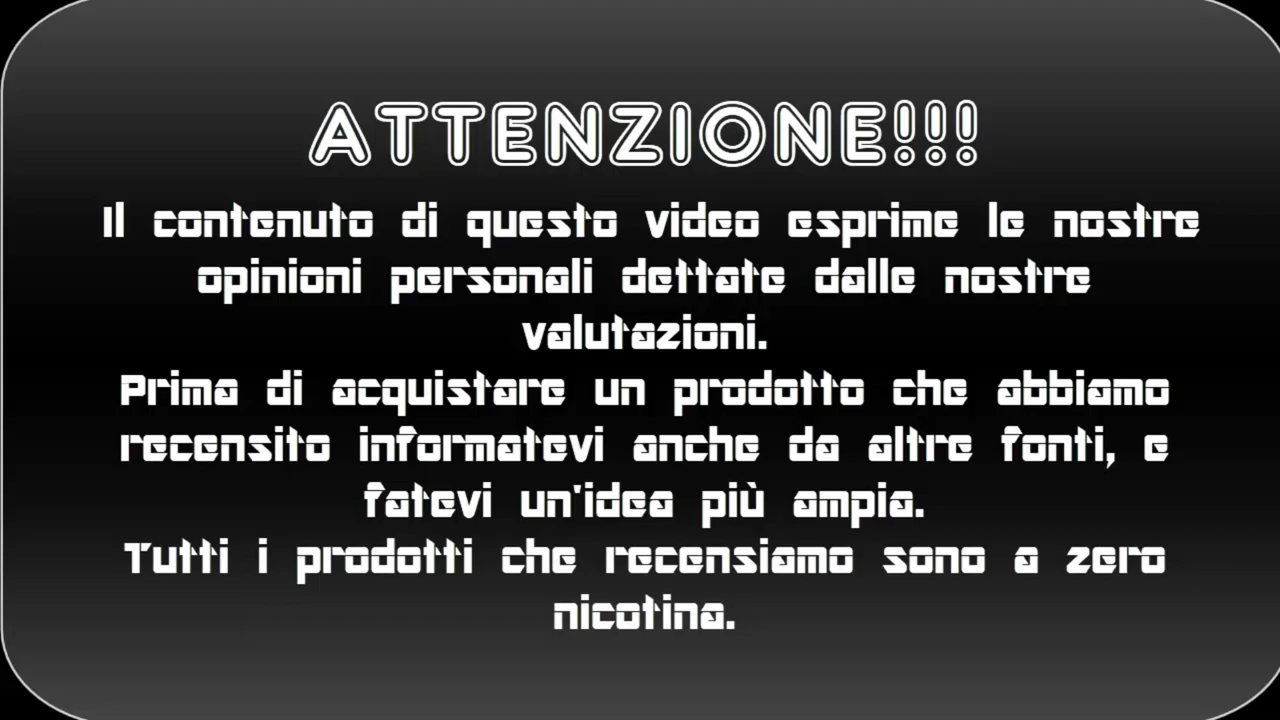 ATTENZIONE!!!
Il contenuto di questo video esprime le nostre
opinioni personali dettate dalle nostre
valutazioni.
Prima di acquistare un prodotto che abbiamo
recensito informatevi anche da altre fonti, e
fatevi un'idea più ampia.
Tutti i prodotti che recensiamo sono a zero
nicotina.